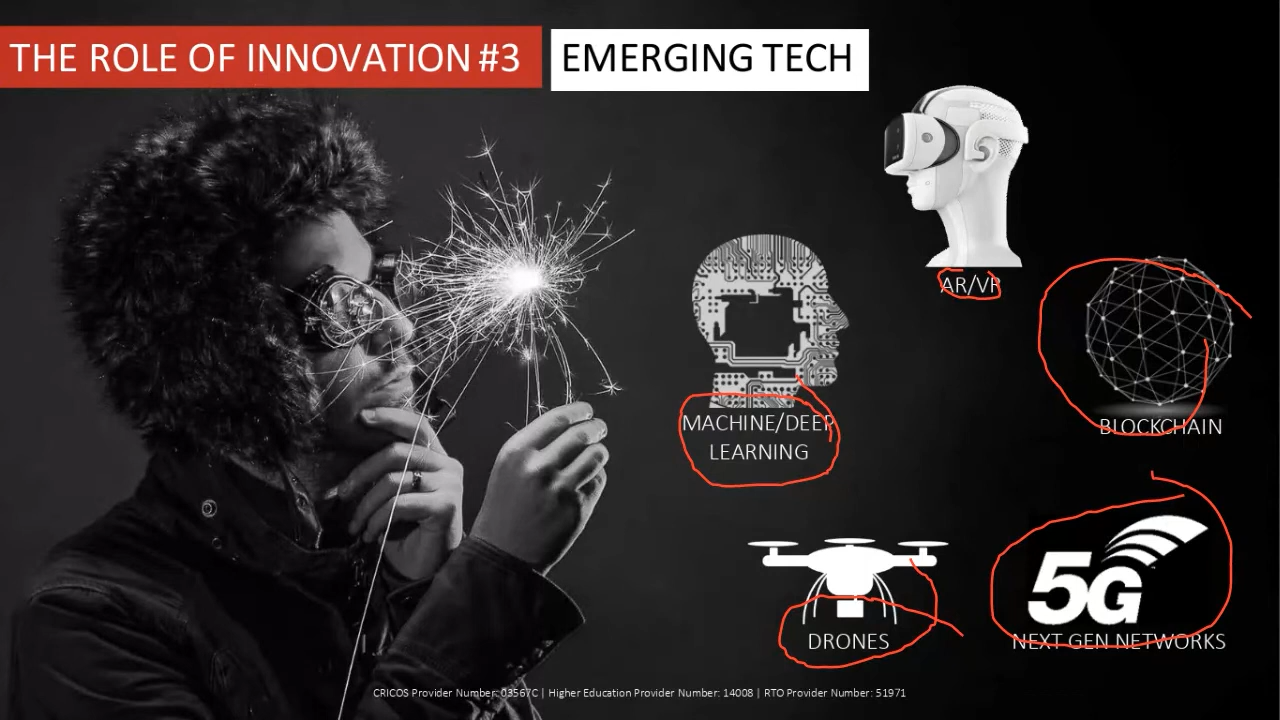 THE ROLE OF INNOVATION #3
EMERGING TECH
AR/VR
MACHINE/DEEP
LEARNING
BLOCKCHAIN
5G
DRONES
NEXT GEN NETWORKS
CRICOS Provider Number: 03567C | Higher Education Provider Number: 14008 | RTO Provider Number: 51971